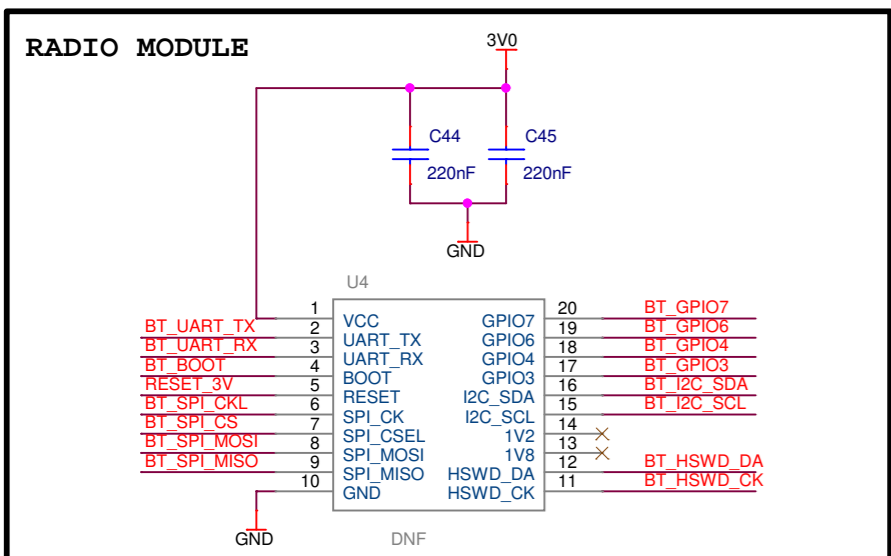 RADIO MODULE
3V0
C44
220nF
C45
220nF
GND
U4
1 VCC
BT_UART_TX 2 UART_TX
BT_UART_RX 3 UART_RX
BT_BOOT 4 BOOT
RESET_3V 5 RESET
BT_SPI_CKL 6 SPI_CK
BT_SPI_CS 7 SPI_CSEL
BT_SPI_MOSI 8 SPI_MOSI
BT_SPI_MISO 9 SPI_MISO
10 GND
GND
GPIO7 20 BT_GPIO7
GPIO6 19 BT_GPIO6
GPIO4 18 BT_GPIO4
GPIO3 17 BT_GPIO3
I2C_SDA 16 BT_I2C_SDA
I2C_SCL 15 BT_I2C_SCL
1V2 14
1V8 13
HSWD_DA 12 BT_HSWD_DA
HSWD_CK 11 BT_HSWD_CK
DNF